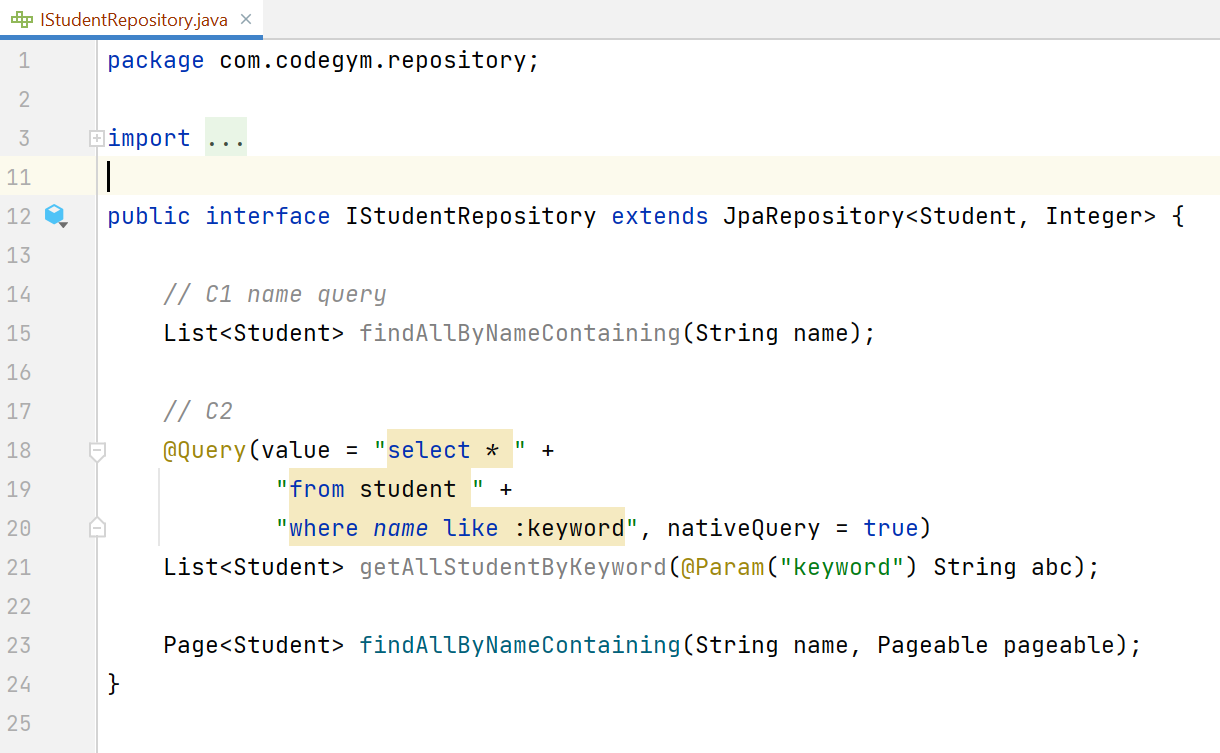 IStudentRepository.java ×
1 package com.codegym.repository;
2
3 import ...
11
12 public interface IStudentRepository extends JpaRepository<Student, Integer> {
13
14     // C1 name query
15     List<Student> findAllByNameContaining(String name);
16
17     // C2
18     @Query(value = "select * " +
19             "from student " +
20             "where name like :keyword", nativeQuery = true)
21     List<Student> getAllStudentByKeyword(@Param("keyword") String abc);
22
23     Page<Student> findAllByNameContaining(String name, Pageable pageable);
24 }
25